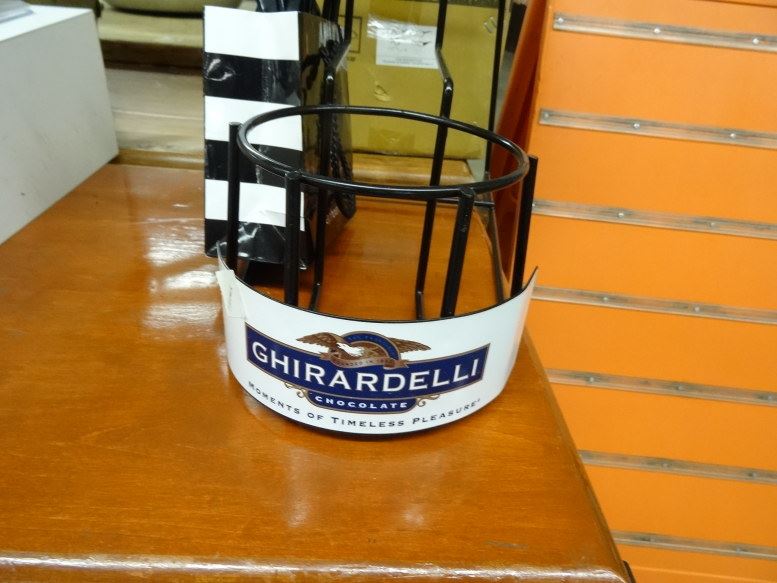 GHIRARDELLI
CHOCOLATE
MOMENTS OF TIMELESS PLEASURE